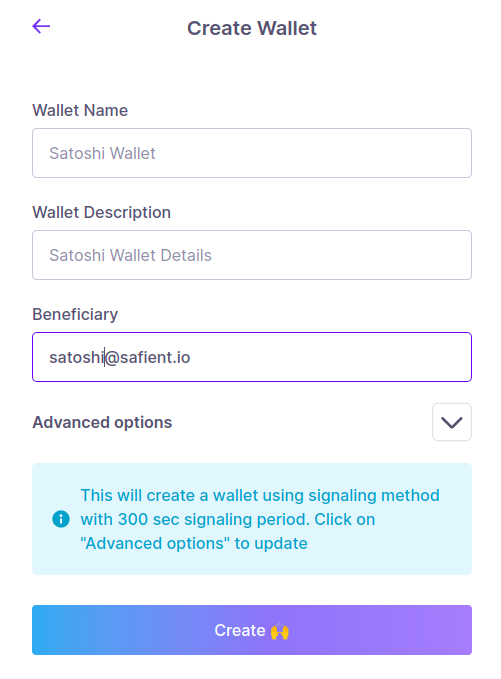 Create Wallet
Wallet Name
Satoshi Wallet
Wallet Description
Satoshi Wallet Details
Beneficiary
satoshi@safient.io
Advanced options
This will create a wallet using signaling method
with 300 sec signaling period. Click on
"Advanced options" to update
Create 🙌